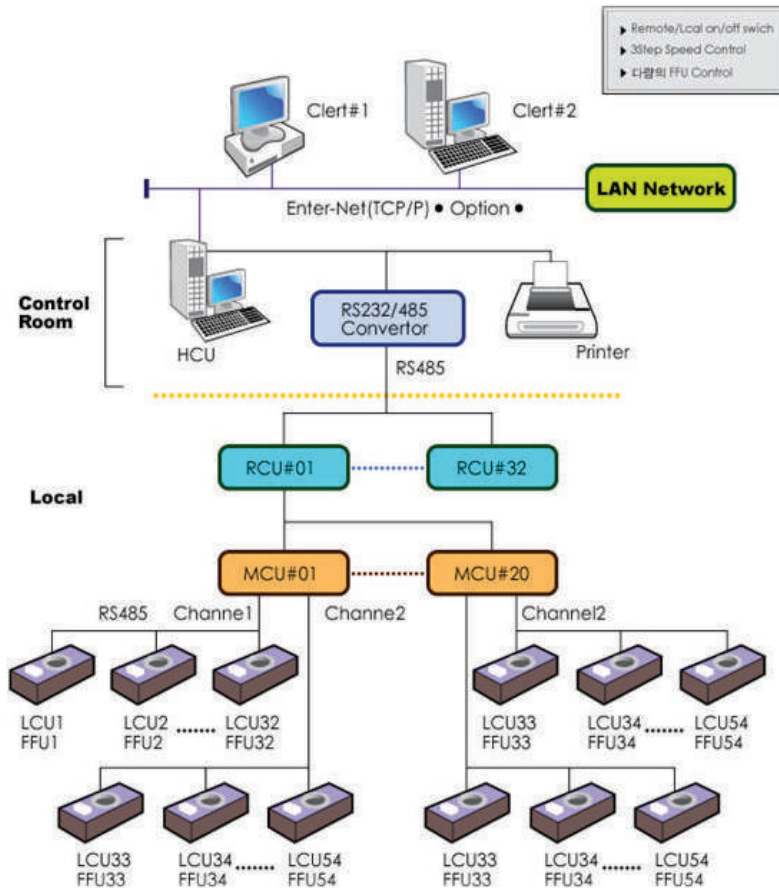 Remote/Lcal on/off swich
3Step Speed Control
다량의 FFU Control
Clert#1
Clert#2
LAN Network
Enter-Net(TCP/P) ● Option ●
Control
Room
HCU
RS232/485
Convertor
Printer
RS485
RCU#01
RCU#32
Local
MCU#01
MCU#20
RS485
Channe1
Channe2
Channel2
LCU1
FFU1
LCU2
FFU2
LCU32
FFU32
LCU33
FFU33
LCU34
FFU34
LCU54
FFU54
LCU33
FFU33
LCU34
FFU34
LCU54
FFU54
LCU33
FFU33
LCU34
FFU34
LCU54
FFU54